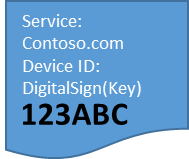 Service:
Contoso.com
Device ID:
DigitalSign(Key)
123ABC